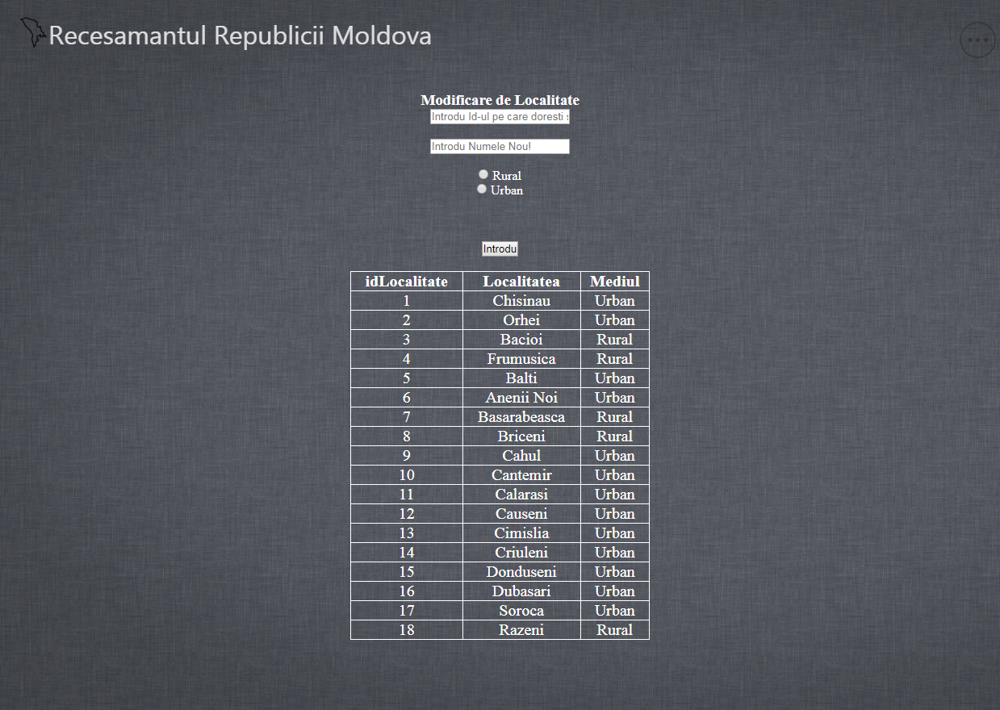 Recesamantul Republicii Moldova
Modificare de Localitate
Introdu Id-ul pe care doresti s
Introdu Numele Nou!
Rural
Urban
Introdu
idLocalitate Localitatea Mediul
1 Chisinau Urban
2 Orhei Urban
3 Bacioi Rural
4 Frumusica Rural
5 Balti Urban
6 Anenii Noi Urban
7 Basarabeasca Rural
8 Briceni Rural
9 Cahul Urban
10 Cantemir Urban
11 Calarasi Urban
12 Causeni Urban
13 Cimislia Urban
14 Criuleni Urban
15 Donduseni Urban
16 Dubasari Urban
17 Soroca Urban
18 Razeni Rural